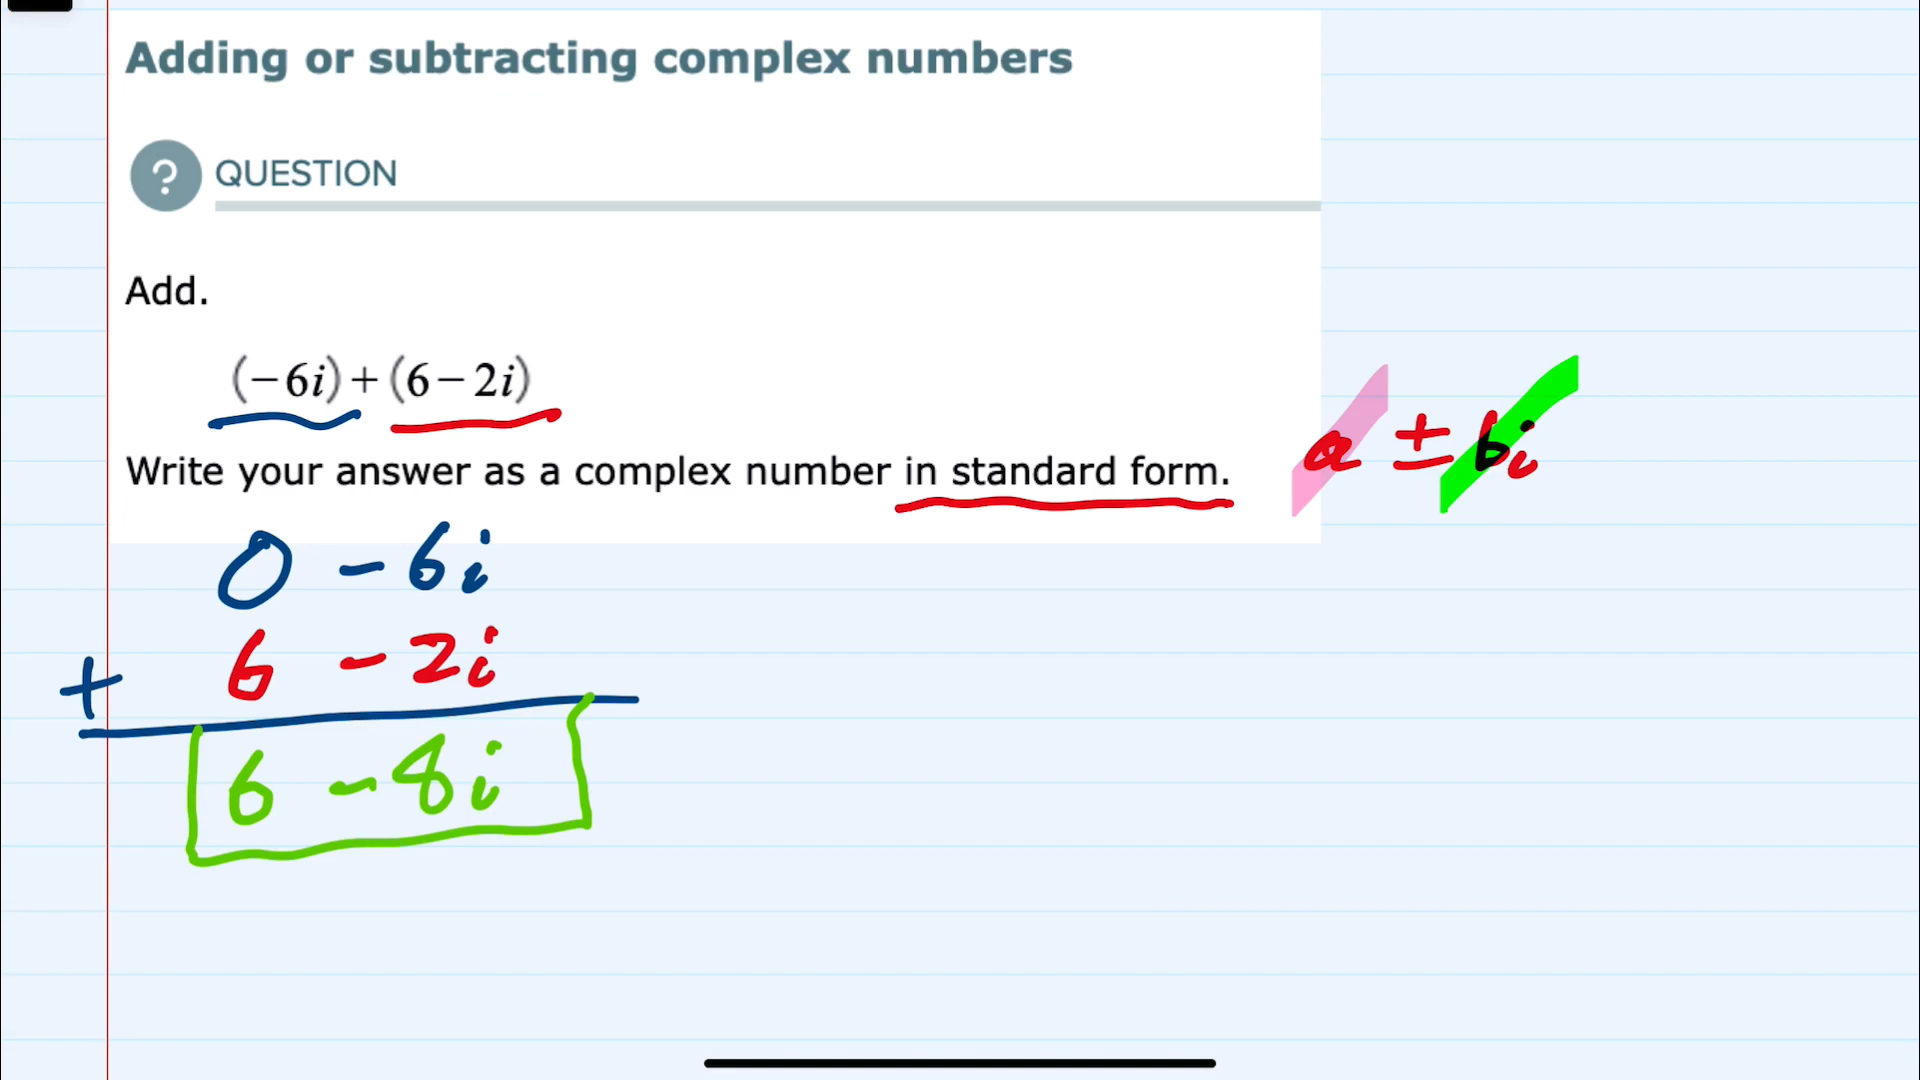 Adding or subtracting complex numbers
? QUESTION
Add.
(−6i)+(6−2i)
Write your answer as a complex number in standard form.
a ± bi
0 - 6i
+ 6 - 2i
6 - 8i